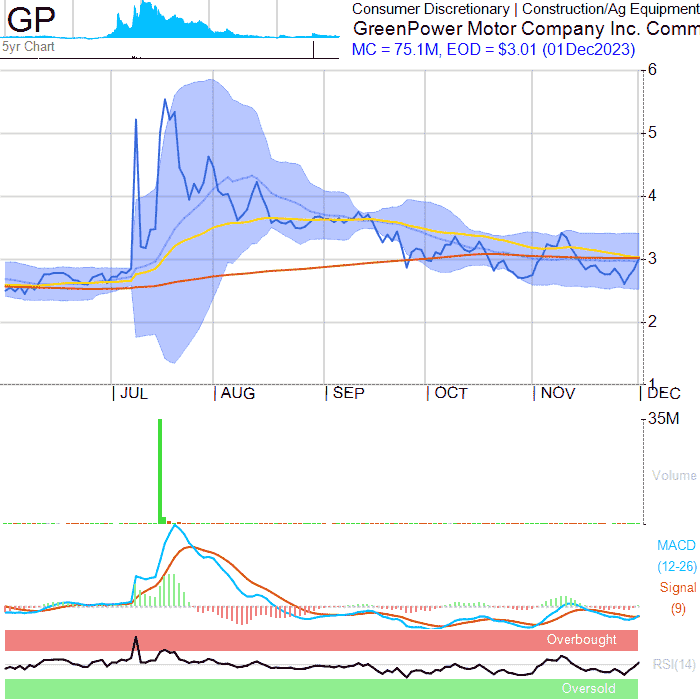 GP
5yr Chart
Consumer Discretionary | Construction/Ag Equipment
GreenPower Motor Company Inc. Comm
MC = 75.1M, EOD = $3.01 (01Dec2023)
6
5
4
3
2
1
JUL AUG SEP OCT NOV DEC
35M
Volume
MACD
(12-26)
Signal
(9)
Overbought
RSI(14)
Oversold